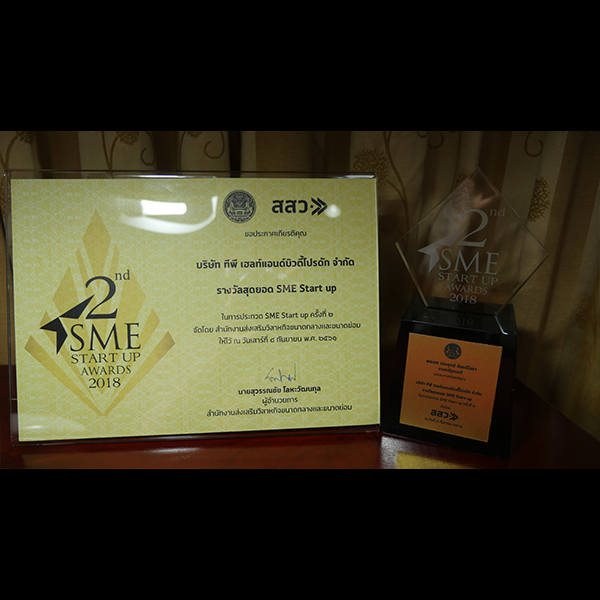 2nd
SME
START UP
AWARDS
2018
สสว
ขอประกาศเกียรติคุณ
บริษัท ทีพี เฮลท์แอนด์บิวตี้โปรดักท์ จำกัด
รางวัลสุดยอด SME Start up
ในการประกวด SME Start up ครั้งที่ ๒
จัดโดย สำนักงานส่งเสริมวิสาหกิจขนาดกลางและขนาดย่อม
ให้ไว้ ณ วันเสาร์ที่ ๘ กันยายน พ.ศ. ๒๕๖๑
นายสุวรรณชัย โลหะวัฒนกุล
ผู้อำนวยการ
สำนักงานส่งเสริมวิสาหกิจขนาดกลางและขนาดย่อม
2nd
SME
START UP
AWARDS
2018
สสว